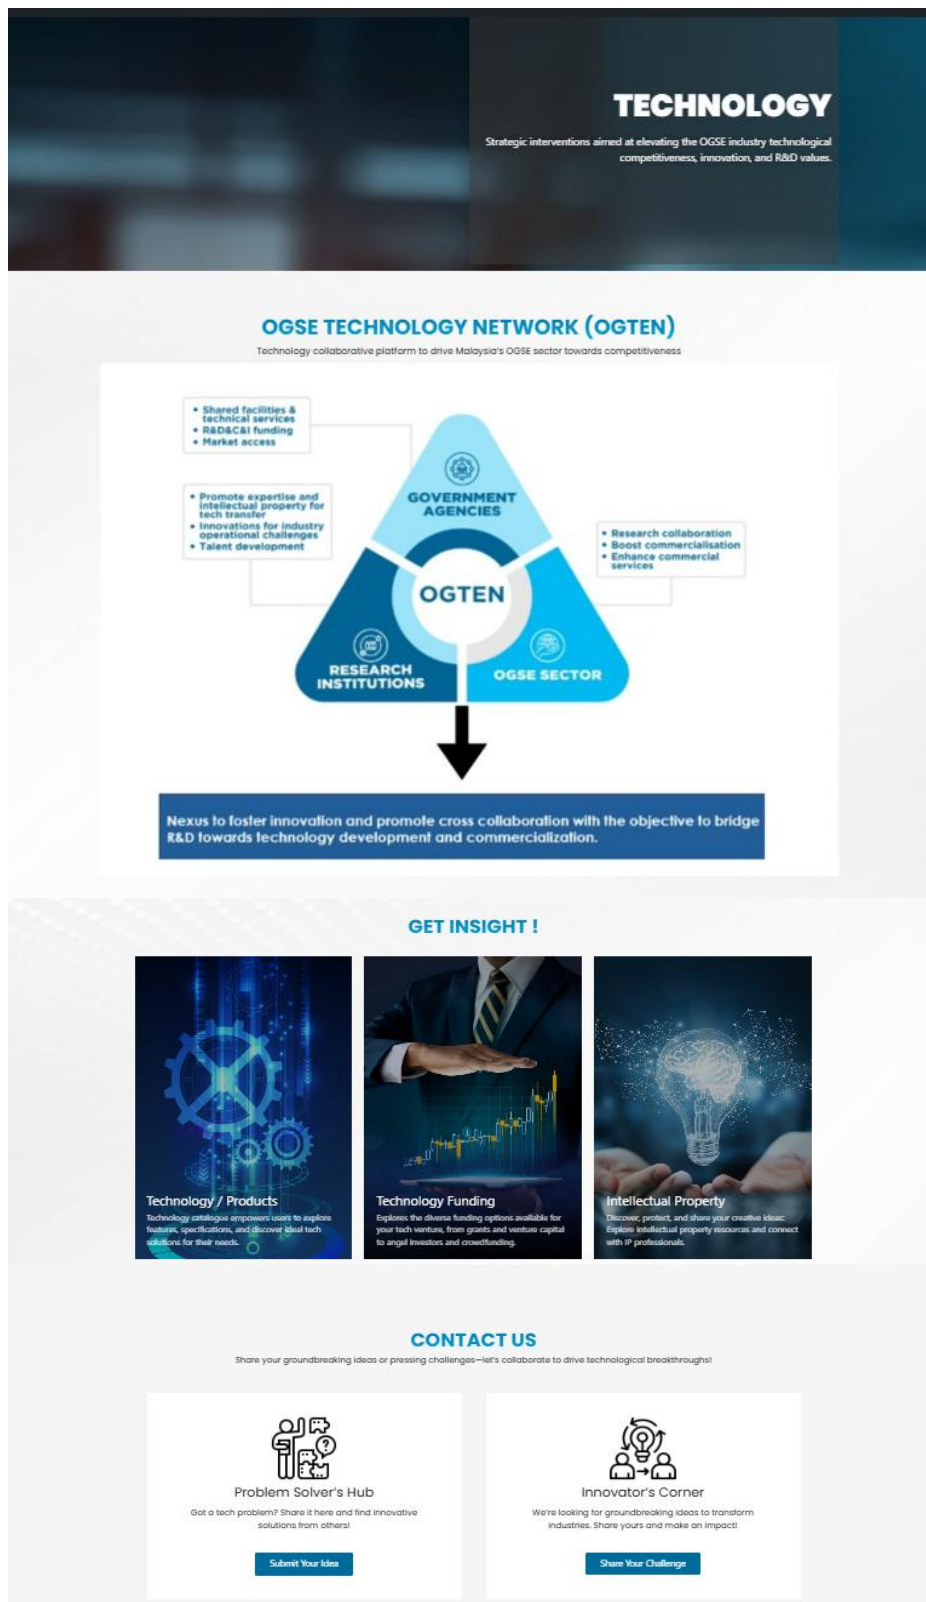 TECHNOLOGY
Strategic interventions aimed at elevating the OGSE industry technological
competitiveness, innovation, and R&D values.
OGSE TECHNOLOGY NETWORK (OGTEN)
Technology collaborative platform to drive Malaysia's OGSE sector towards competitiveness
• Shared facilities &
technical services
• R&D&C&I funding
• Market access
GOVERNMENT
AGENCIES
• Promote expertise and
intellectual property for
tech transfer
• Innovations for industry
operational challenges
• Talent development
• Research collaboration
• Boost commercialisation
• Enhance commercial
services
OGTEN
RESEARCH
INSTITUTIONS
OGSE SECTOR
Nexus to foster innovation and promote cross collaboration with the objective to bridge
R&D towards technology development and commercialization.
GET INSIGHT !
Technology / Products
Technology catalogue empowers users to explore
features, specifications, and discover ideal tech
solutions for their needs.
Technology Funding
Explores the diverse funding options available for
your tech venture, from grants and venture capital
to angel investors and crowdfunding.
Intellectual Property
Discover, protect, and share your creative ideas:
Explore intellectual property resources and connect
with IP professionals.
CONTACT US
Share your groundbreaking ideas or pressing challenges—let's collaborate to drive technological breakthroughs!
Problem Solver's Hub
Got a tech problem? Share it here and find innovative
solutions from others!
Submit Your Idea
Innovator's Corner
We're looking for groundbreaking ideas to transform
industries. Share yours and make an impact!
Share Your Challenge